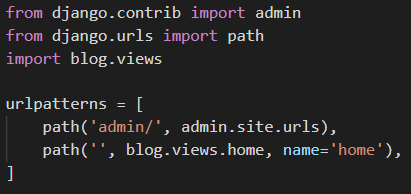 from django.contrib import admin
from django.urls import path
import blog.views

urlpatterns = [
    path('admin/', admin.site.urls),
    path('', blog.views.home, name='home'),
]